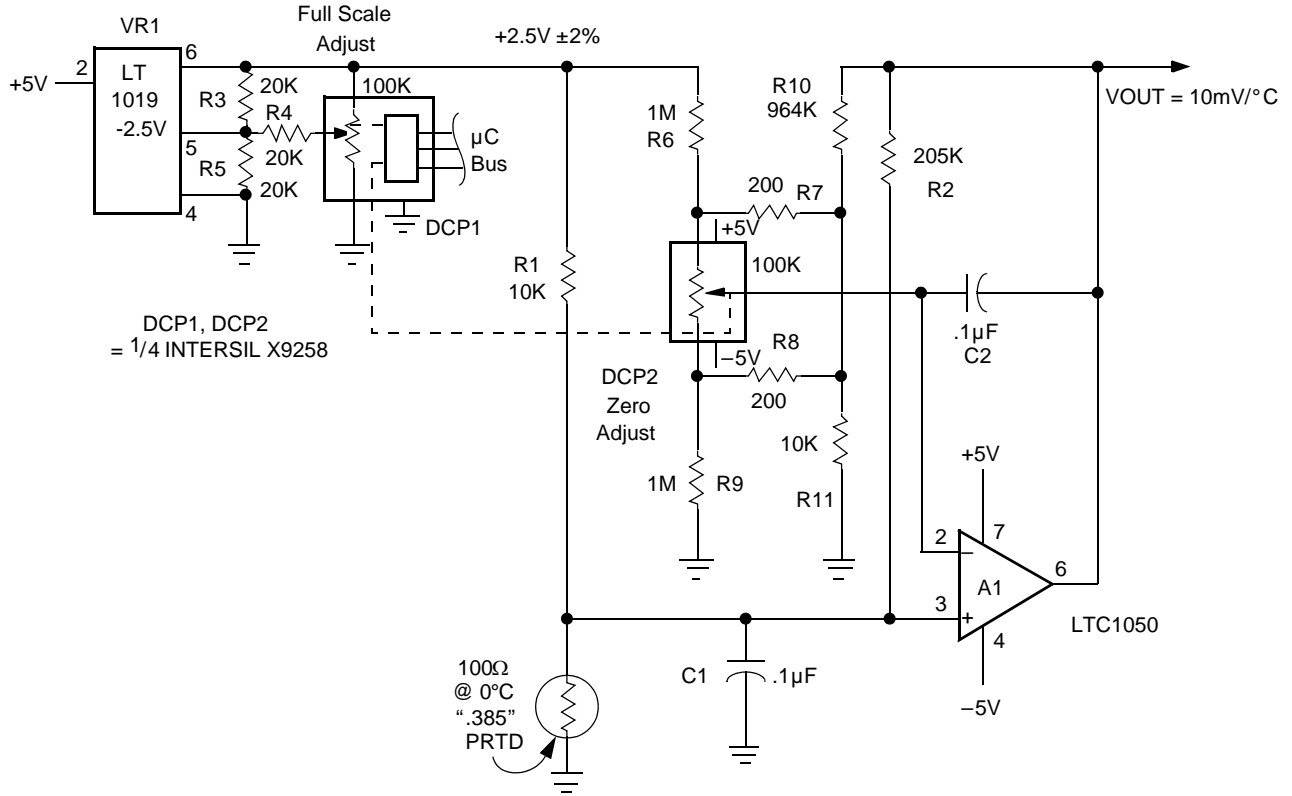 Full Scale
Adjust
VR1
+2.5V ±2%
6
2
+5V
LT
1019
-2.5V
R3
20K
R4
20K
5
R5
20K
4
100K
µC
Bus
DCP1
1M
R6
R10
964K
VOUT = 10mV/°C
205K
R2
200
R7
+5V
100K
R1
10K
DCP1, DCP2
= 1/4 INTERSIL X9258
–5V
R8
200
.1µF
C2
DCP2
Zero
Adjust
10K
R11
1M
R9
+5V
7
2
–
A1
6
3
+
4
LTC1050
–5V
100Ω
@ 0°C
“.385”
PRTD
C1
.1µF